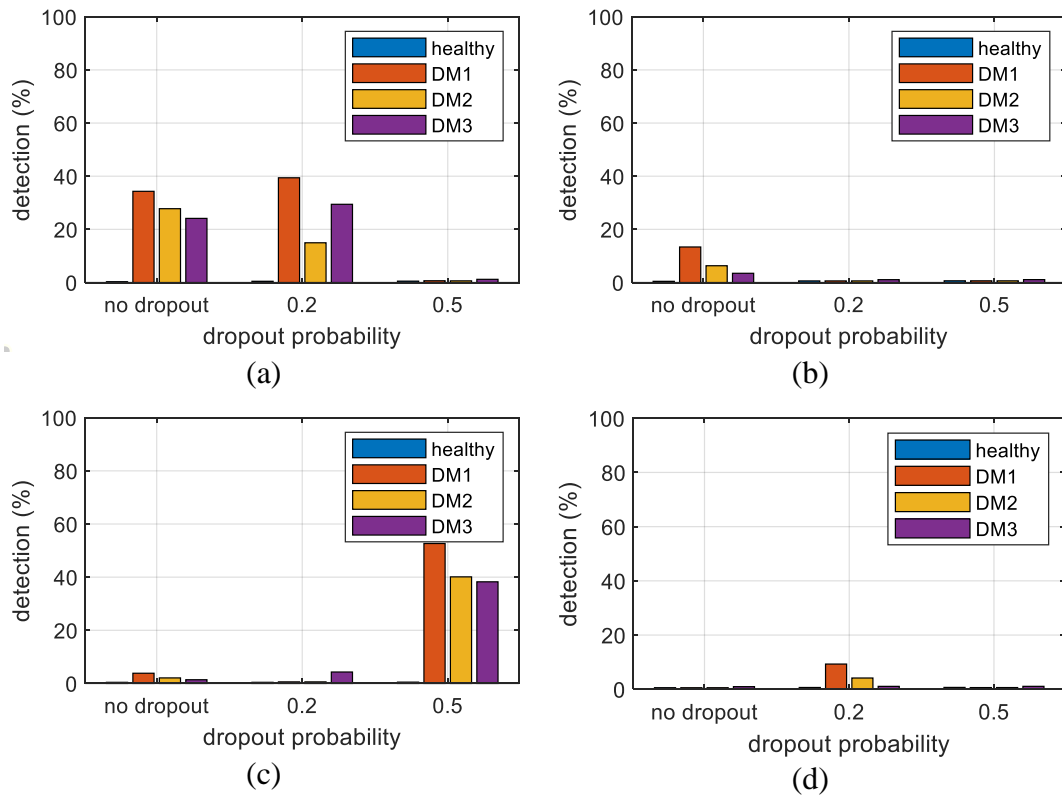 100
80
60
40
20
0
detection (%)
healthy
DM1
DM2
DM3
no dropout
0.2
0.5
dropout probability
(a)
100
80
60
40
20
0
detection (%)
healthy
DM1
DM2
DM3
no dropout
0.2
0.5
dropout probability
(b)
100
80
60
40
20
0
detection (%)
healthy
DM1
DM2
DM3
no dropout
0.2
0.5
dropout probability
(c)
100
80
60
40
20
0
detection (%)
healthy
DM1
DM2
DM3
no dropout
0.2
0.5
dropout probability
(d)